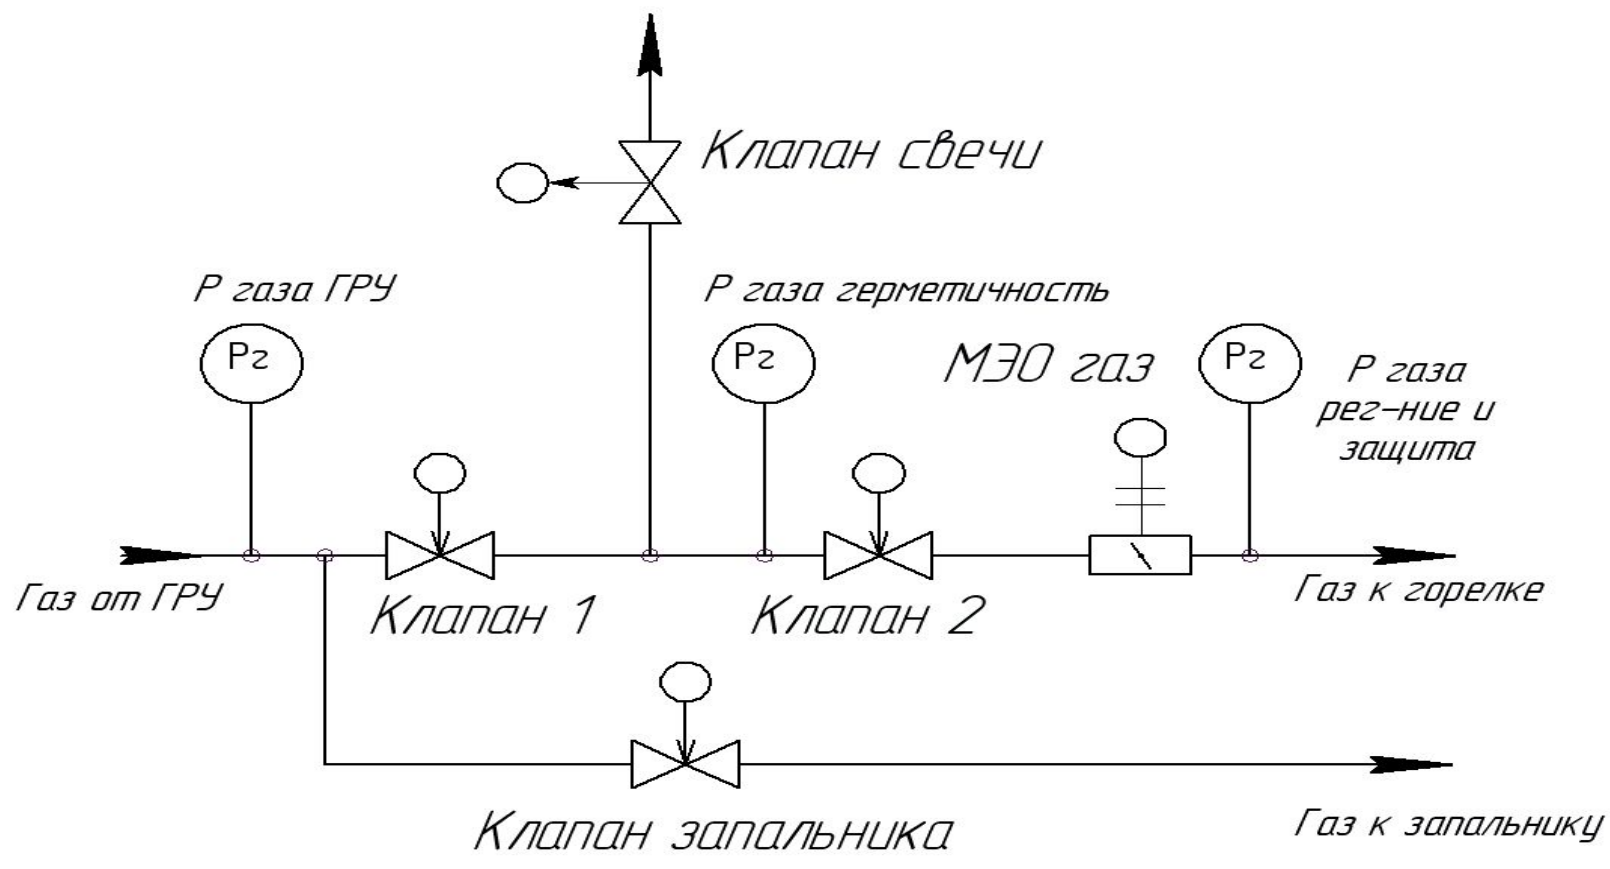 Клапан свечи
Р газа ГРУ
Р газа герметичность
Рг
Рг
МЭО газ
Рг
Р газа
рег-ние и
защита
Газ от ГРУ
Клапан 1
Клапан 2
Газ к горелке
Клапан запальника
Газ к запальнику